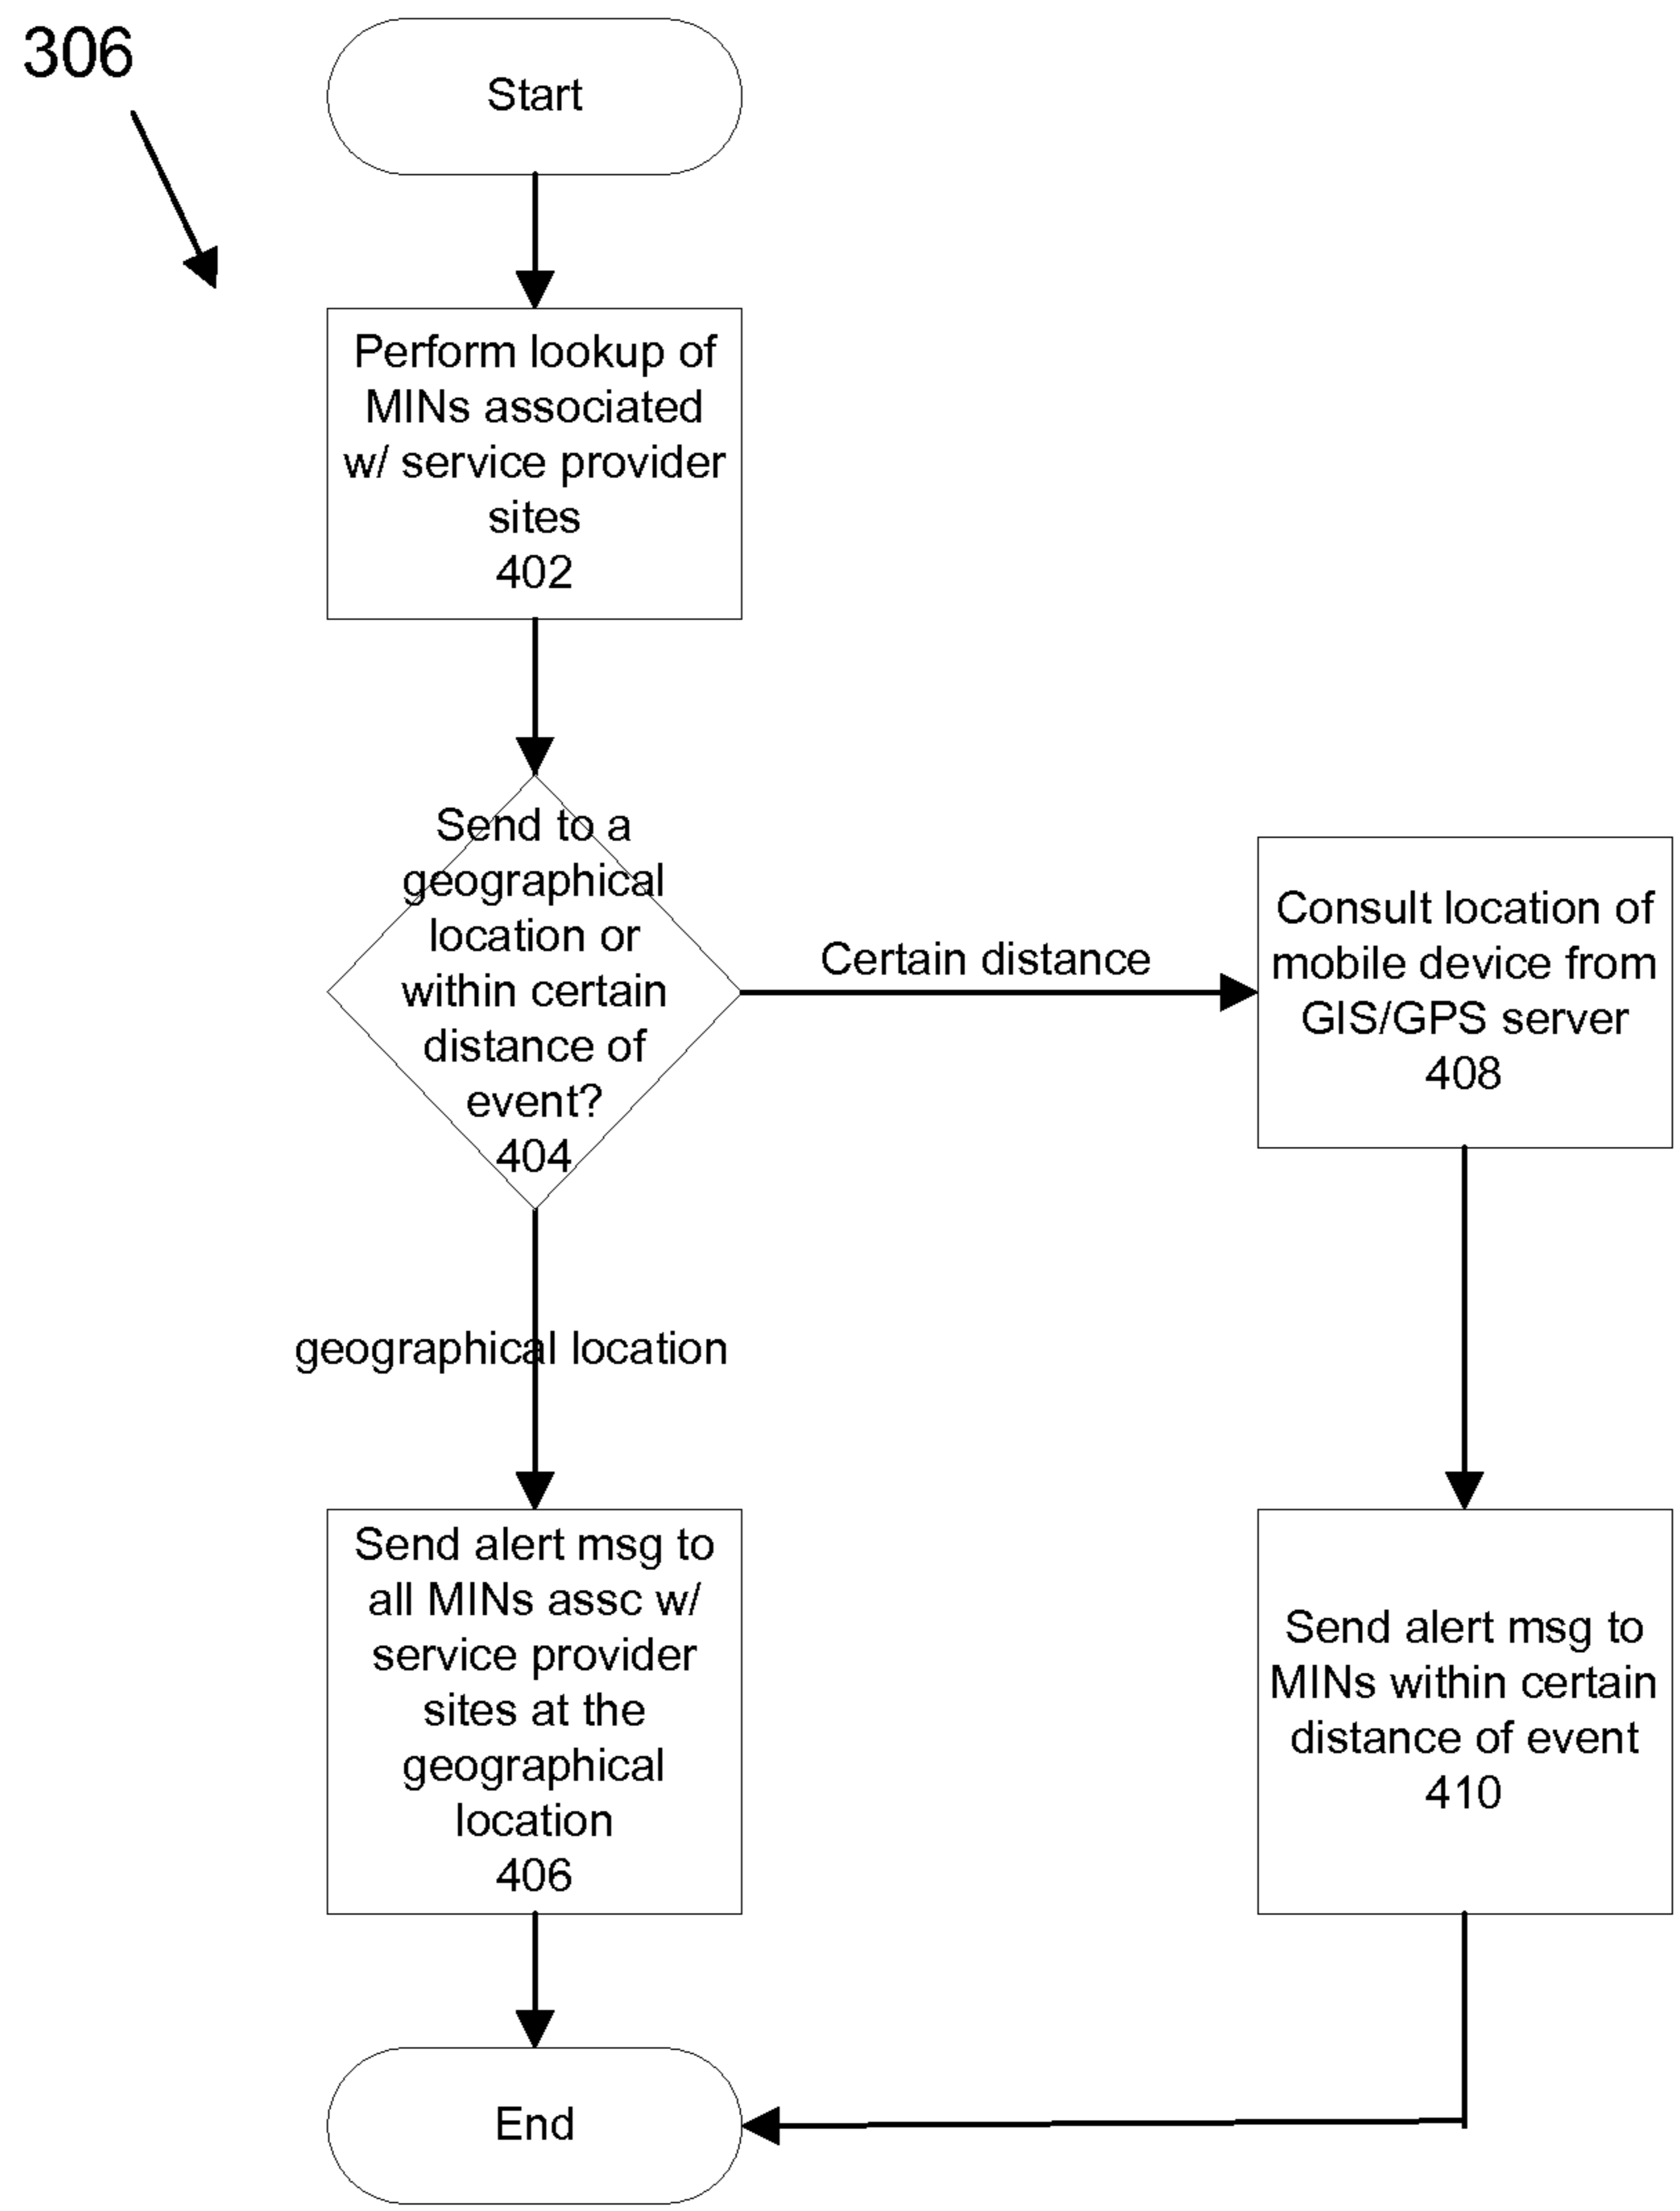 306
Start
Perform lookup of
MINs associated
w/ service provider
sites
402
Send to a
geographical
location or
within certain
distance of
event?
404
Certain distance
Consult location of
mobile device from
GIS/GPS server
408
geographical location
Send alert msg to
all MINs assc w/
service provider
sites at the
geographical
location
406
Send alert msg to
MINs within certain
distance of event
410
End